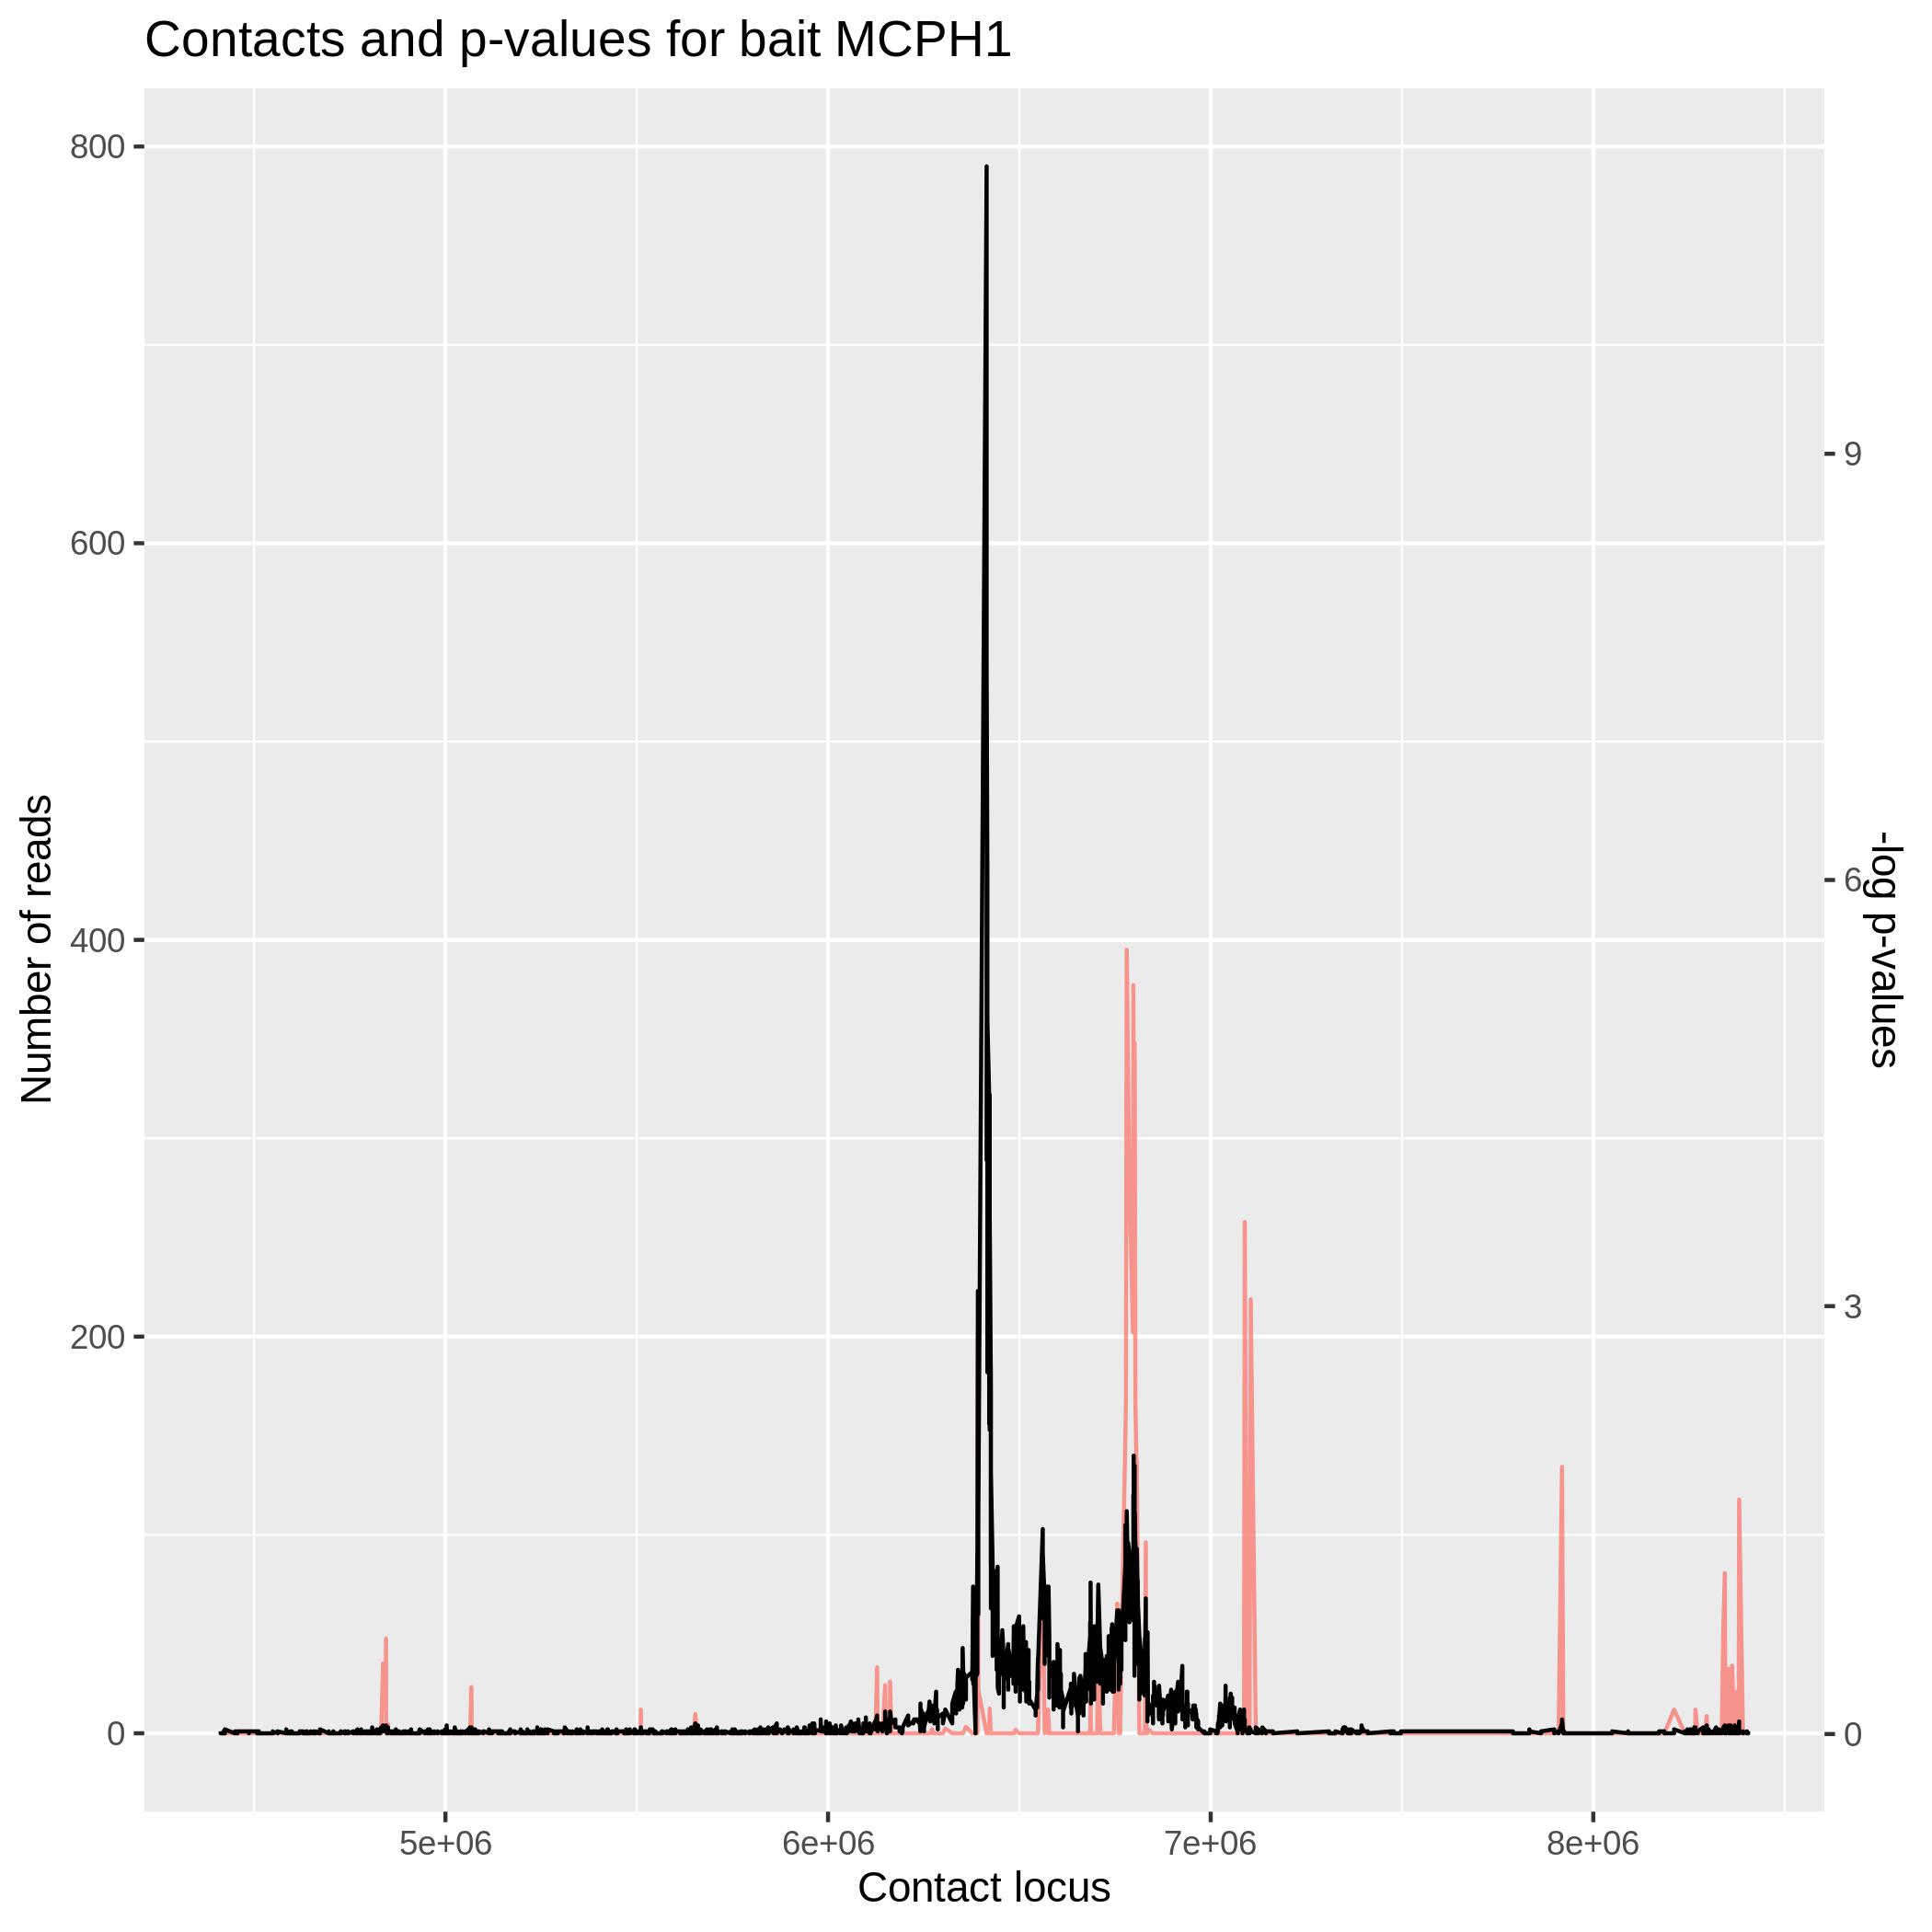 Contacts and p-values for bait MCPH1
800
600
400
200
0
Number of reads
9
6
3
0
-log p-values
5e+06
6e+06
7e+06
8e+06
Contact locus